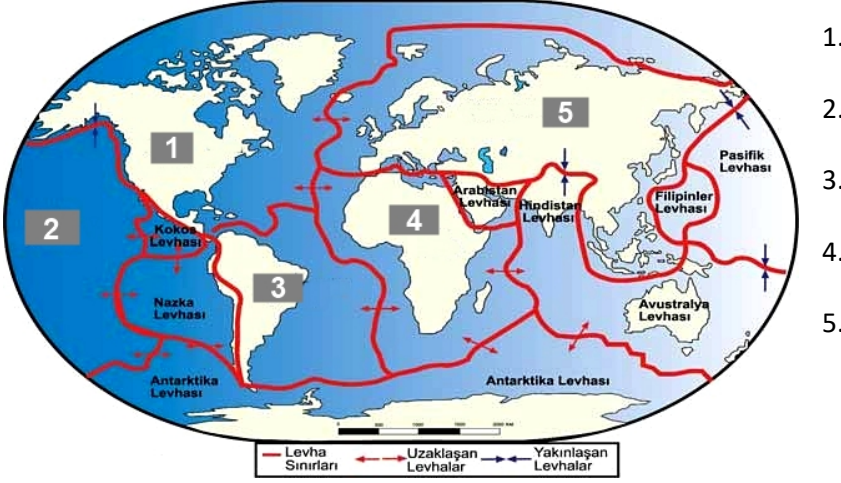 1.
2.
3.
4.
5.
1
2
3
4
5
Pasifik
Levhası
Arabistan
Levhası
Hindistan
Levhası
Filipinler
Levhası
Kokos
Levhası
Nazka
Levhası
Avustralya
Levhası
Antarktika
Levhası
Antarktika Levhası
Levha
Sınırları
Uzaklaşan
Levhalar
Yakınlaşan
Levhalar